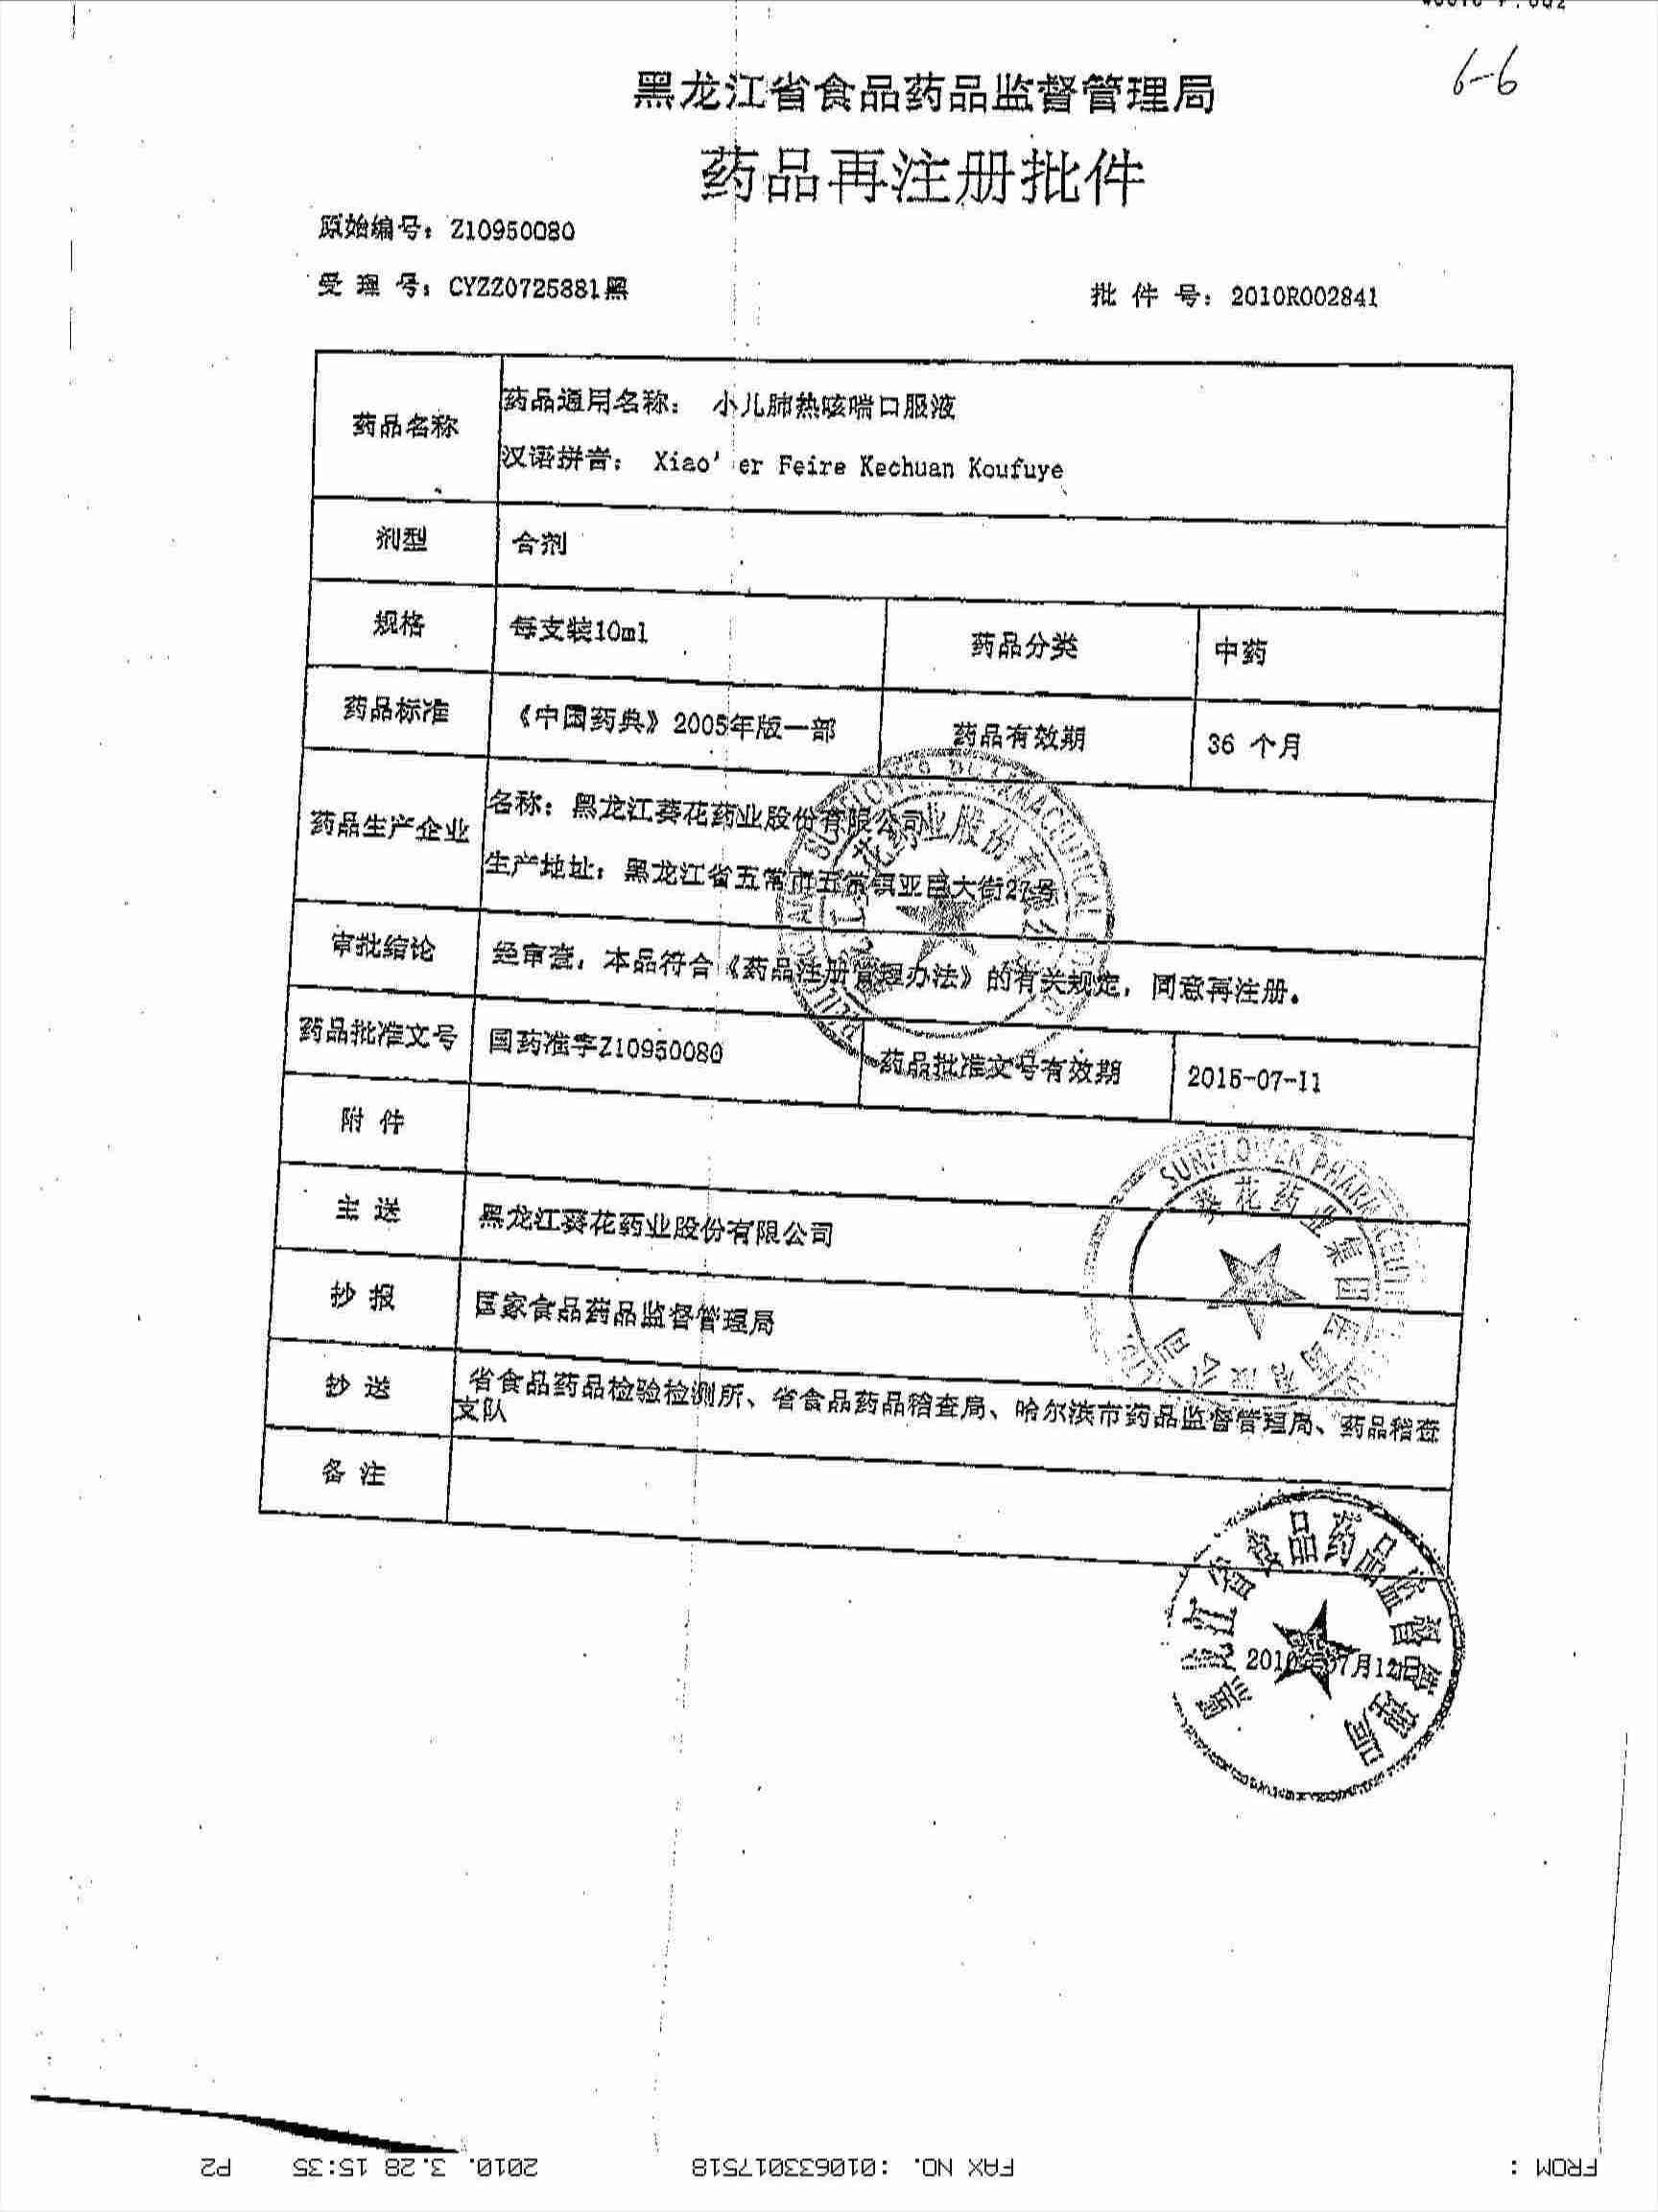 6-6
黑龙江省食品药品监督管理局
药品再注册批件
原始编号：Z10950080
受 理 号：CYZZ0725881黑
批 件 号：2010R002841
药品名称
药品通用名称： 小儿肺热咳喘口服液
汉语拼音： Xiao' er Feire Kechuan Koufuye
剂型 合剂
规格 每支装10ml 药品分类 中药
药品标准 《中国药典》2005年版一部 药品有效期 36 个月
药品生产企业
名称：黑龙江葵花药业股份有限公司
生产地址：黑龙江省五常市五常镇亚臣大街27号
审批结论 经审查，本品符合《药品注册管理办法》的有关规定，同意再注册。
药品批准文号 国药准字Z10950080 药品批准文号有效期 2015-07-11
附 件
主 送 黑龙江葵花药业股份有限公司
抄 报 国家食品药品监督管理局
抄 送 省食品药品检验检测所、省食品药品稽查局、哈尔滨市药品监督管理局、药品稽查
支队
备 注
SUNFLOWER PHARMACEUTI
葵花药业集团
有限公司
黑龙江省食品药品监督管理局
2010年07月12日
FROM :
FAX NO. :010633017518
2010. 3.28 15:35
P2